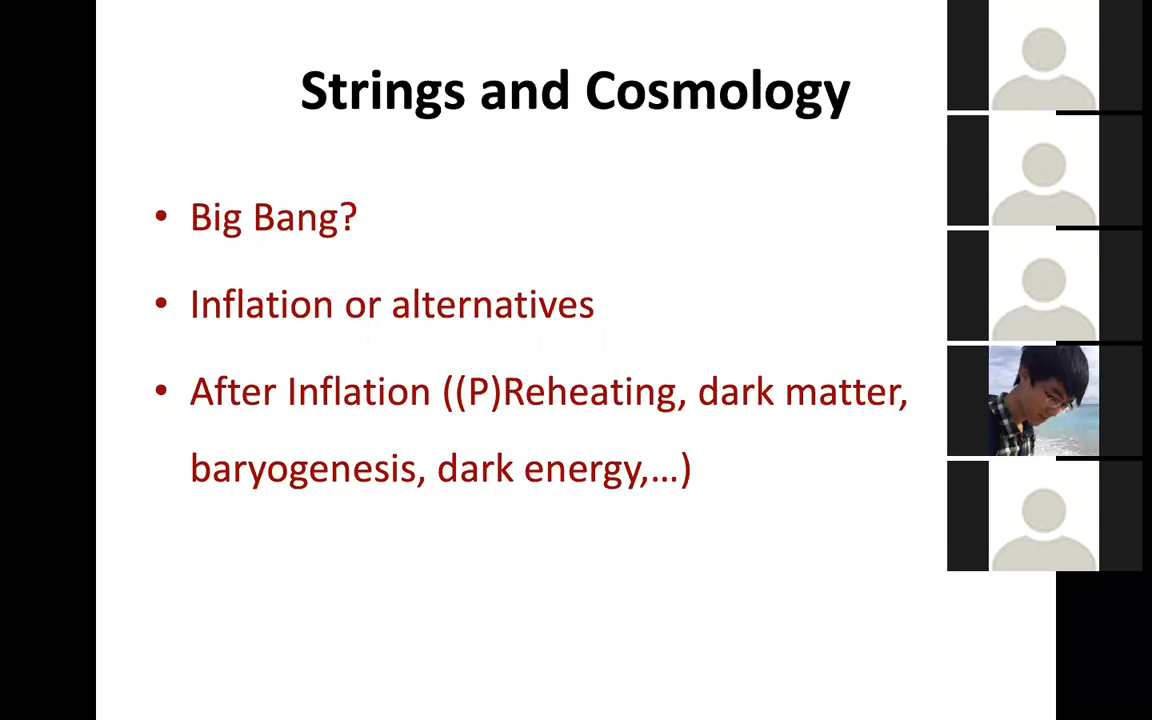 Strings and Cosmology
• Big Bang?
• Inflation or alternatives
• After Inflation ((P)Reheating, dark matter,
baryogenesis, dark energy,...)